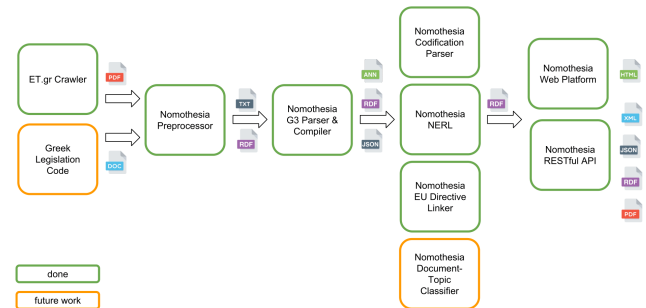 ET.gr Crawler
PDF
Greek
Legislation
Code
DOC
Nomothesia
Preprocessor
TXT
RDF
Nomothesia
G3 Parser &
Compiler
ANN
RDF
JSON
Nomothesia
Codification
Parser
Nomothesia
NERL
Nomothesia
EU Directive
Linker
Nomothesia
Document-
Topic
Classifier
RDF
Nomothesia
Web Platform
Nomothesia
RESTful API
HTML
XML
JSON
RDF
PDF
done
future work